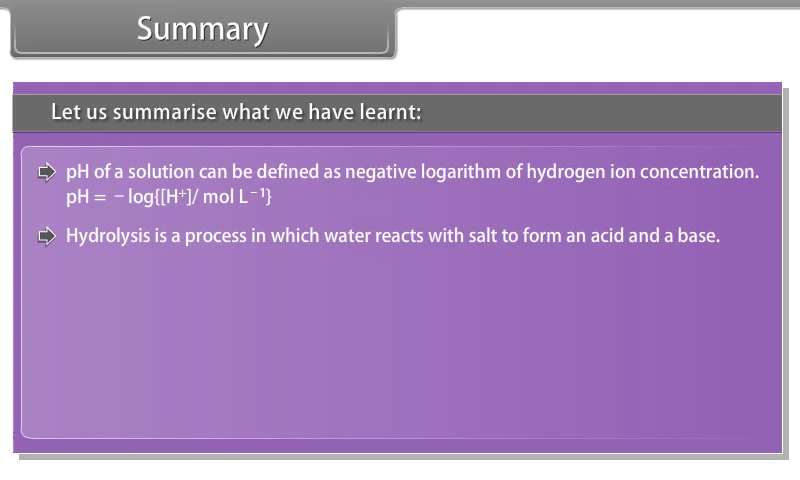 Summary
Let us summarise what we have learnt:
pH of a solution can be defined as negative logarithm of hydrogen ion concentration.
pH = − log{[H⁺]/ mol L⁻¹}
Hydrolysis is a process in which water reacts with salt to form an acid and a base.